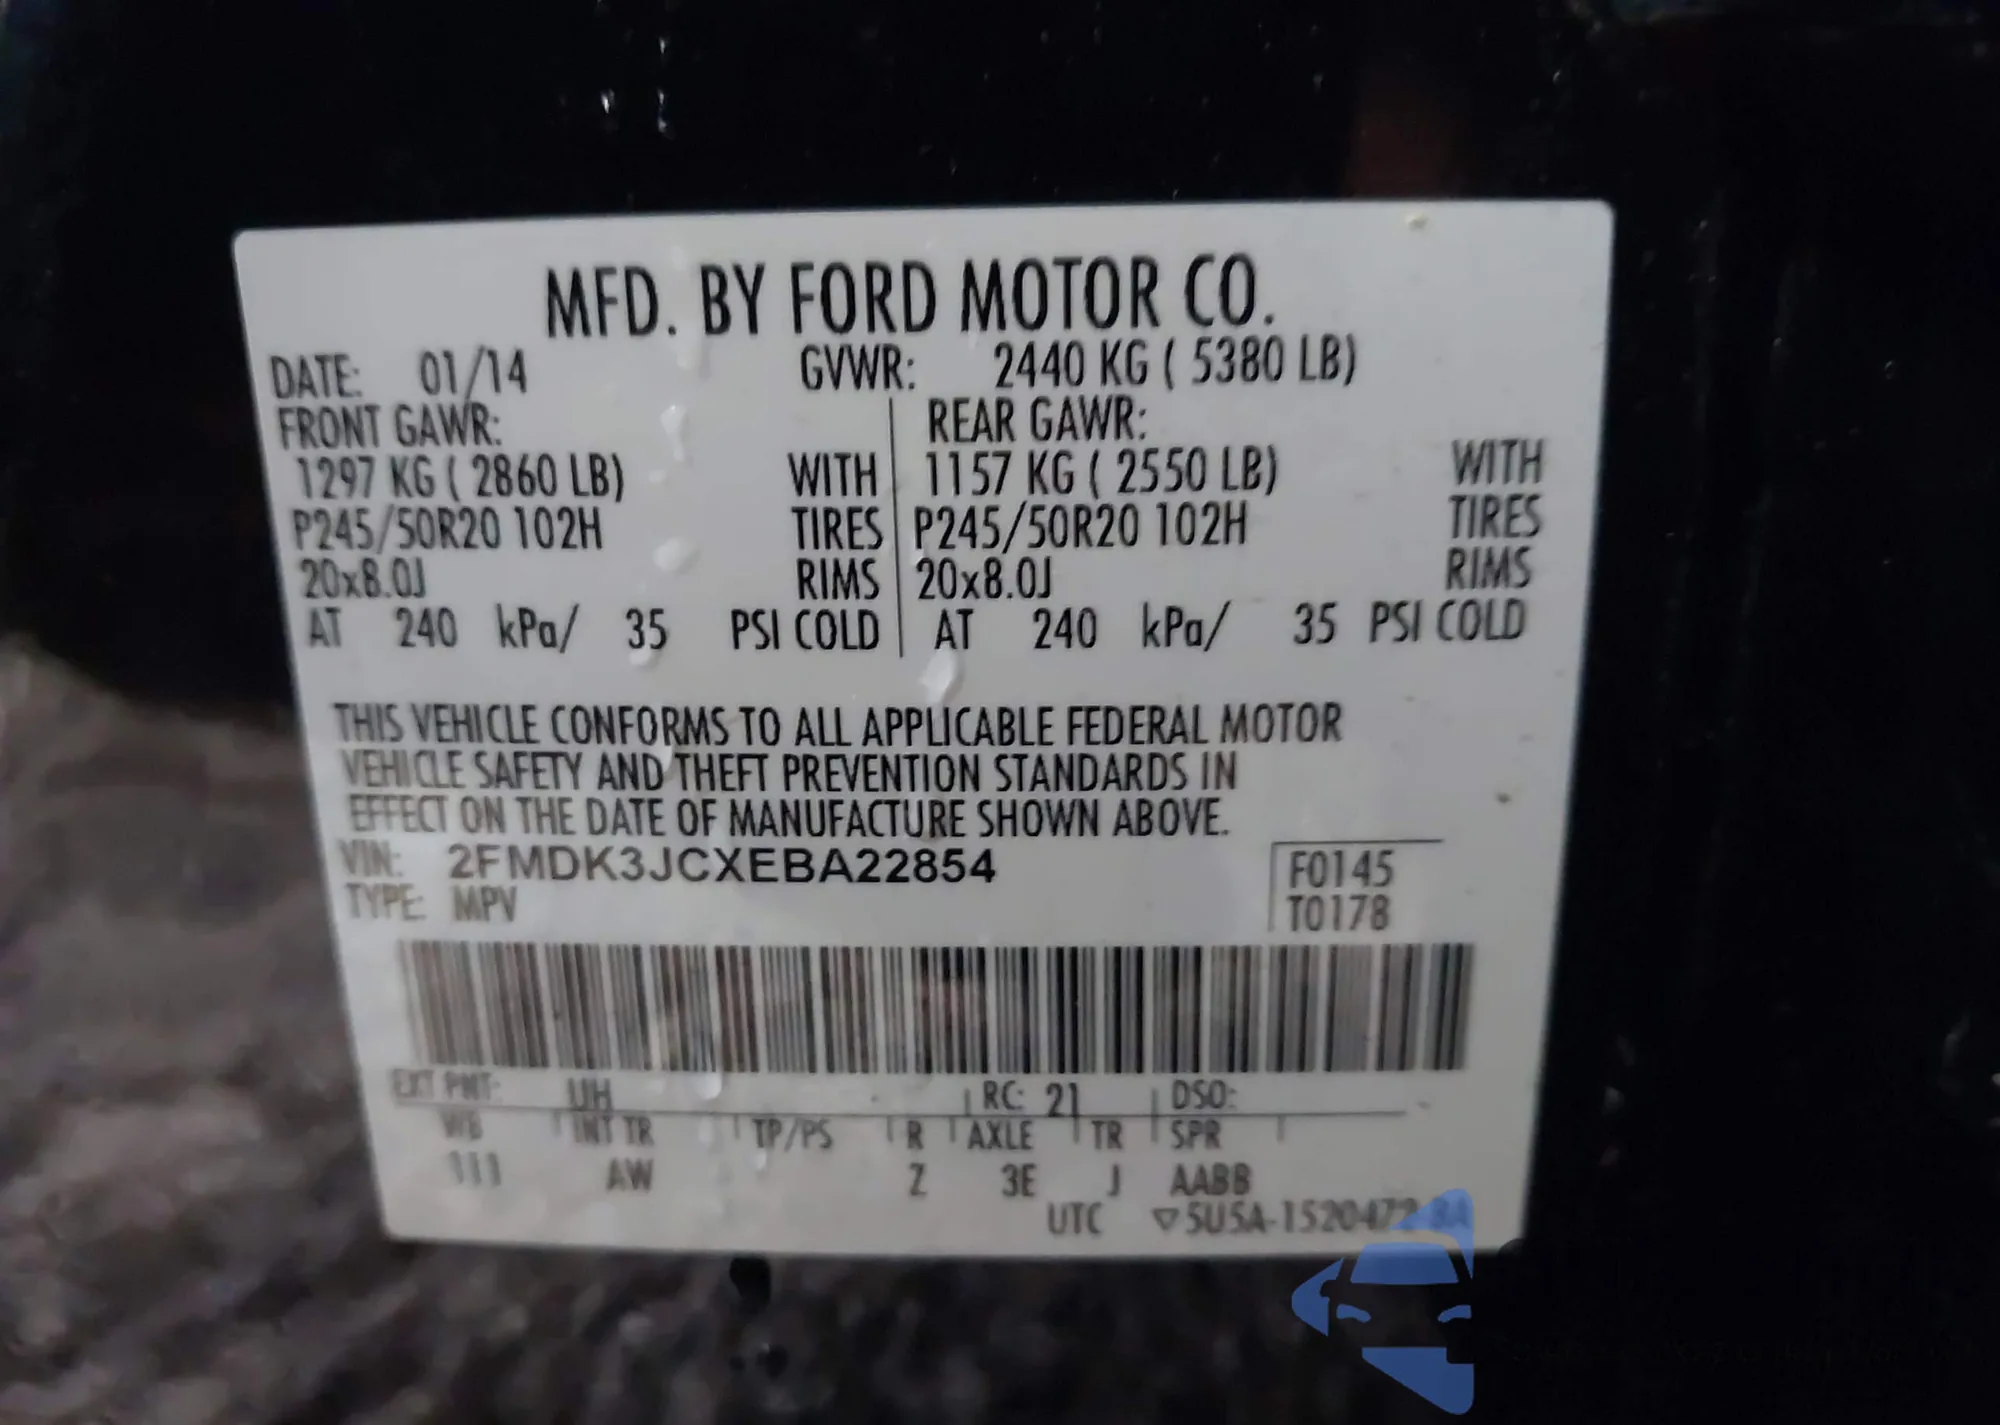 MFD. BY FORD MOTOR CO.
DATE: 01/14 GVWR: 2440 KG ( 5380 LB)
FRONT GAWR: REAR GAWR:
1297 KG ( 2860 LB) WITH 1157 KG ( 2550 LB) WITH
P245/50R20 102H TIRES P245/50R20 102H TIRES
20x8.0J RIMS 20x8.0J RIMS
AT 240 kPa/ 35 PSI COLD AT 240 kPa/ 35 PSI COLD
THIS VEHICLE CONFORMS TO ALL APPLICABLE FEDERAL MOTOR
VEHICLE SAFETY AND THEFT PREVENTION STANDARDS IN
EFFECT ON THE DATE OF MANUFACTURE SHOWN ABOVE.
VIN: 2FMDK3JCXEBA22854 F0145
TYPE: MPV T0178
EXT PNT: UH RC: 21 DSO:
WB INT TR TP/PS R AXLE TR SPR
111 AW Z 3E J AABB
UTC